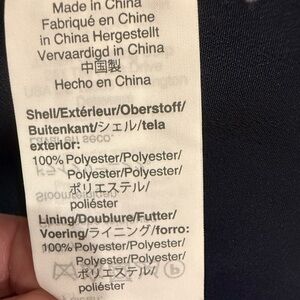 Made in China
Fabriqué en Chine
in China Hergestellt
Vervaardigd in China
中国製
Hecho en China
Shell/Extérieur/Oberstoff/
Buitenkant/シェル/tela
exterior:
100% Polyester/Polyester/
Polyester/Polyester/
ポリエステル/
poliéster
Lining/Doublure/Futter/
Voering/ライニング/forro:
100% Polyester/Polyester/
Polyester/Polyester/
ポリエステル/
poliéster